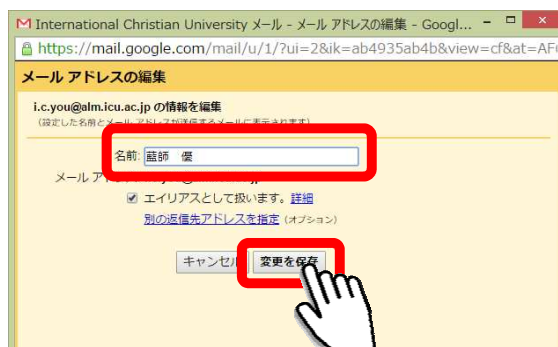 International Christian University メール - メール アドレスの編集 - Googl...
https://mail.google.com/mail/u/1/?ui=2&ik=ab4935ab4b&view=cf&at=AF
メール アドレスの編集
i.c.you@alm.icu.ac.jp の情報を編集
(設定した名前とメール アドレスが送信するメールに表示されます)
名前: 藍師 優
メール ア
エイリアスとして扱います。 詳細
別の返信先アドレスを指定 (オプション)
キャンセル 変更を保存